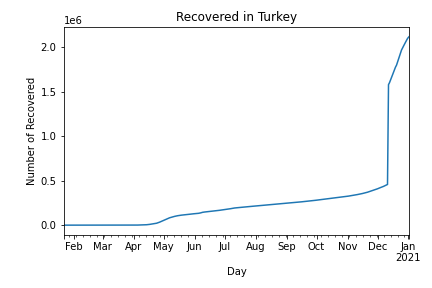 Recovered in Turkey
1e6
2.0
1.5
1.0
0.5
0.0
Number of Recovered
Feb Mar Apr May Jun Jul Aug Sep Oct Nov Dec Jan
2021
Day